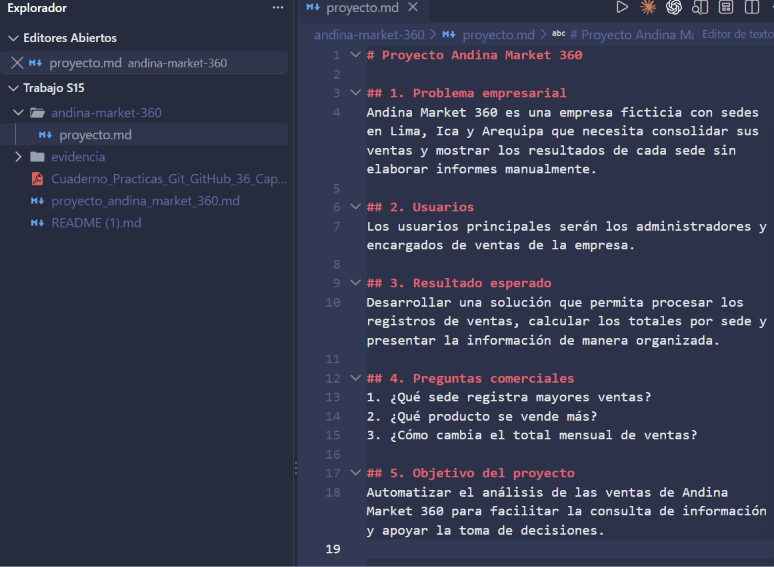 Explorador
Editores Abiertos
proyecto.md andina-market-360
Trabajo S15
andina-market-360
proyecto.md
evidencia
Cuaderno_Practicas_Git_GitHub_36_Cap...
proyecto_andina_market_360.md
README (1).md
proyecto.md
andina-market-360 > proyecto.md > abc # Proyecto Andina Ma Editor de texto
1 # Proyecto Andina Market 360
2
3 ## 1. Problema empresarial
4 Andina Market 360 es una empresa ficticia con sedes
en Lima, Ica y Arequipa que necesita consolidar sus
ventas y mostrar los resultados de cada sede sin
elaborar informes manualmente.
5
6 ## 2. Usuarios
7 Los usuarios principales serán los administradores y
encargados de ventas de la empresa.
8
9 ## 3. Resultado esperado
10 Desarrollar una solución que permita procesar los
registros de ventas, calcular los totales por sede y
presentar la información de manera organizada.
11
12 ## 4. Preguntas comerciales
13 1. ¿Qué sede registra mayores ventas?
14 2. ¿Qué producto se vende más?
15 3. ¿Cómo cambia el total mensual de ventas?
16
17 ## 5. Objetivo del proyecto
18 Automatizar el análisis de las ventas de Andina
Market 360 para facilitar la consulta de información
y apoyar la toma de decisiones.
19